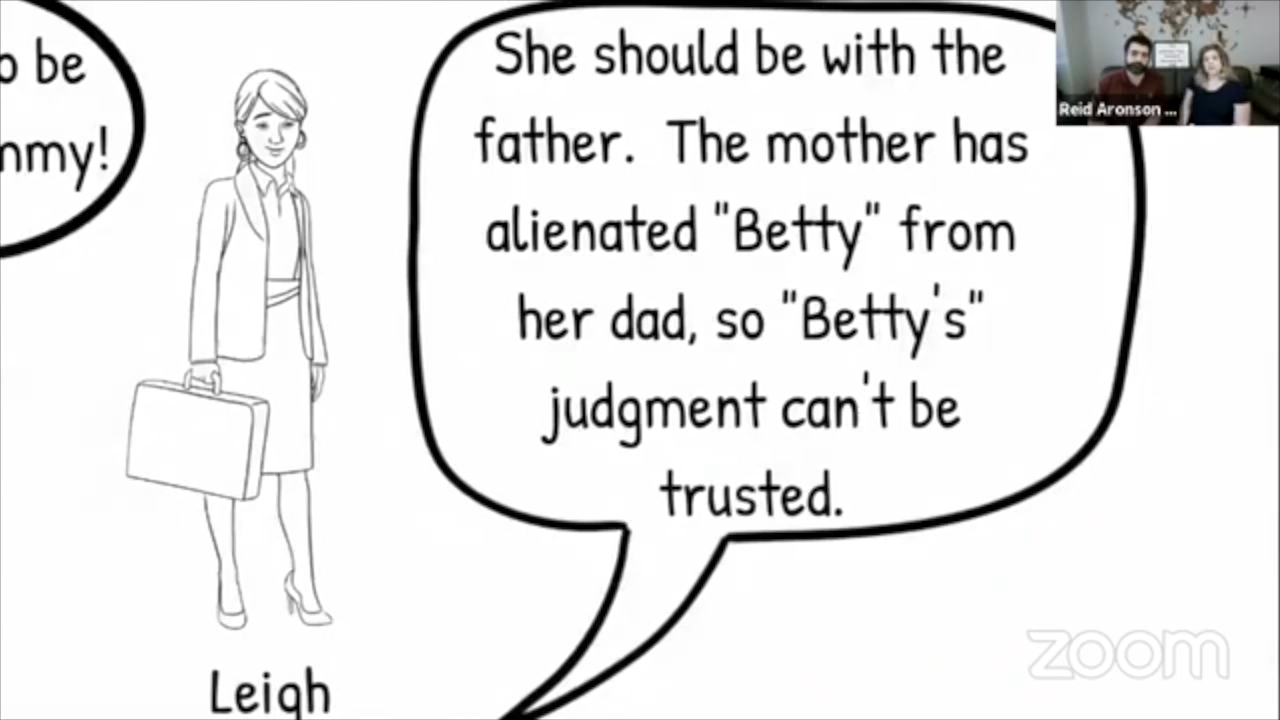 o be
mmy!
She should be with the
father. The mother has
alienated "Betty" from
her dad, so "Betty's"
judgment can't be
trusted.
Reid Aronson ...
Leigh
zoom